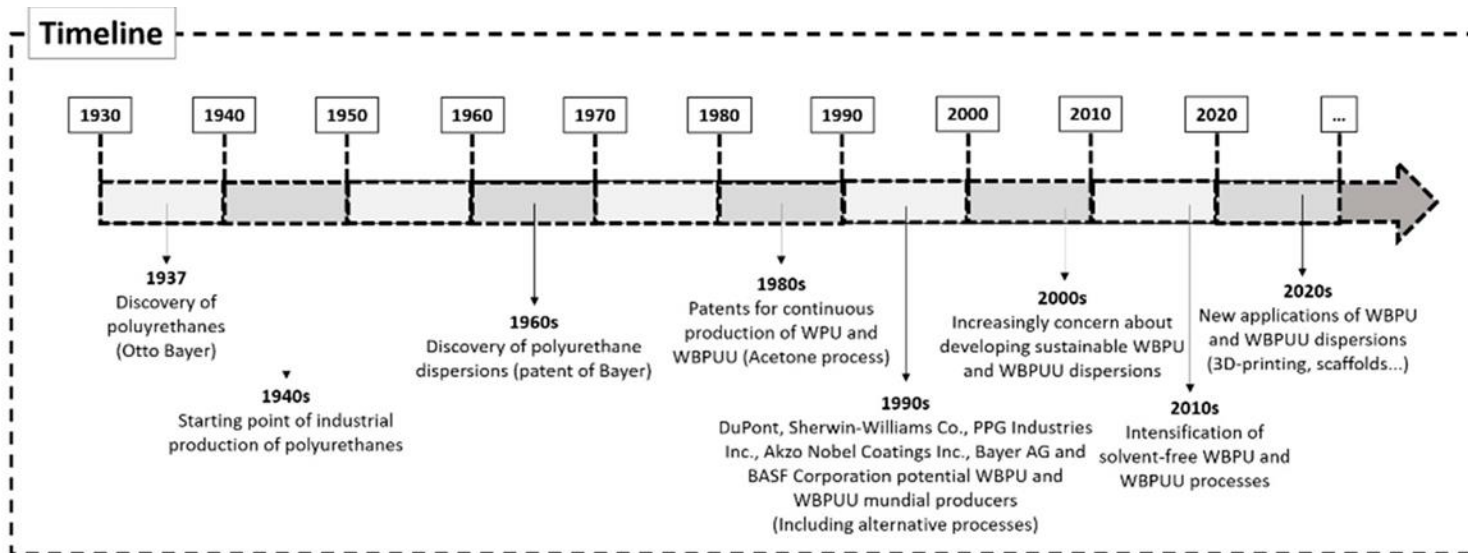 Timeline
1930
1940
1950
1960
1970
1980
1990
2000
2010
2020
...
1937
Discovery of
poluyrethanes
(Otto Bayer)
1940s
Starting point of industrial
production of polyurethanes
1960s
Discovery of polyurethane
dispersions (patent of Bayer)
1980s
Patents for continuous
production of WPU and
WBPUU (Acetone process)
1990s
DuPont, Sherwin-Williams Co., PPG Industries
Inc., Akzo Nobel Coatings Inc., Bayer AG and
BASF Corporation potential WBPU and
WBPUU mundial producers
(Including alternative processes)
2000s
Increasingly concern about
developing sustainable WBPU
and WBPUU dispersions
2010s
Intensification of
solvent-free WBPU and
WBPUU processes
2020s
New applications of WBPU
and WBPUU dispersions
(3D-printing, scaffolds...)